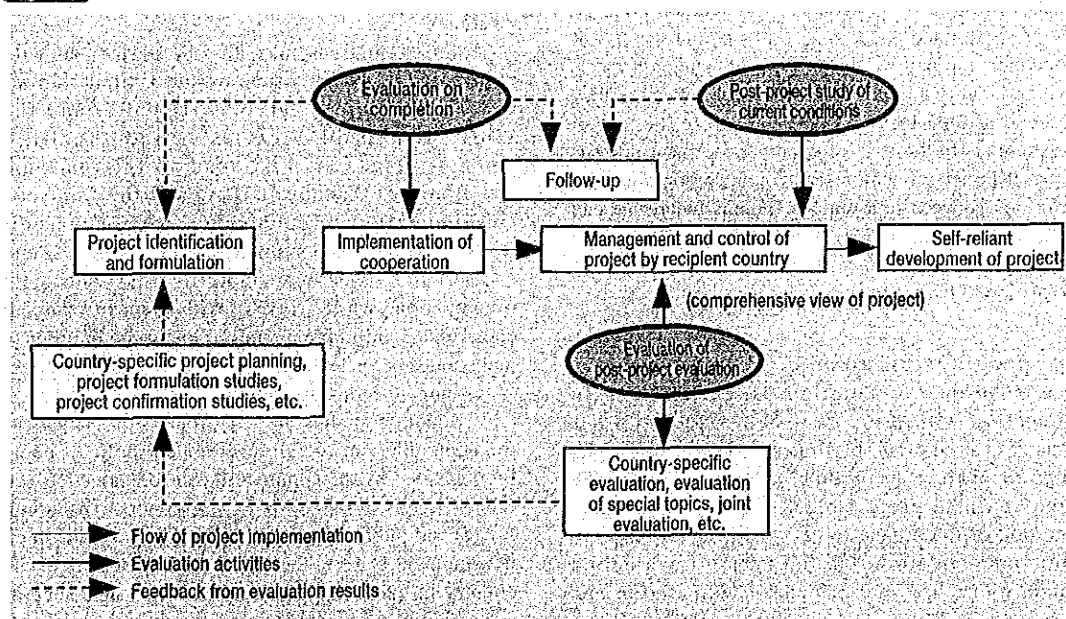 Evaluation on
completion
Post-project study of
current conditions
Follow-up
Project identification
and formulation
Implementation of
cooperation
Management and control of
project by recipient country
Self-reliant
development of project
(comprehensive view of project)
Evaluation of
post-project evaluation
Country-specific project planning,
project formulation studies,
project confirmation studies, etc.
Country-specific
evaluation, evaluation
of special topics, joint
evaluation, etc.
Flow of project implementation
Evaluation activities
Feedback from evaluation results